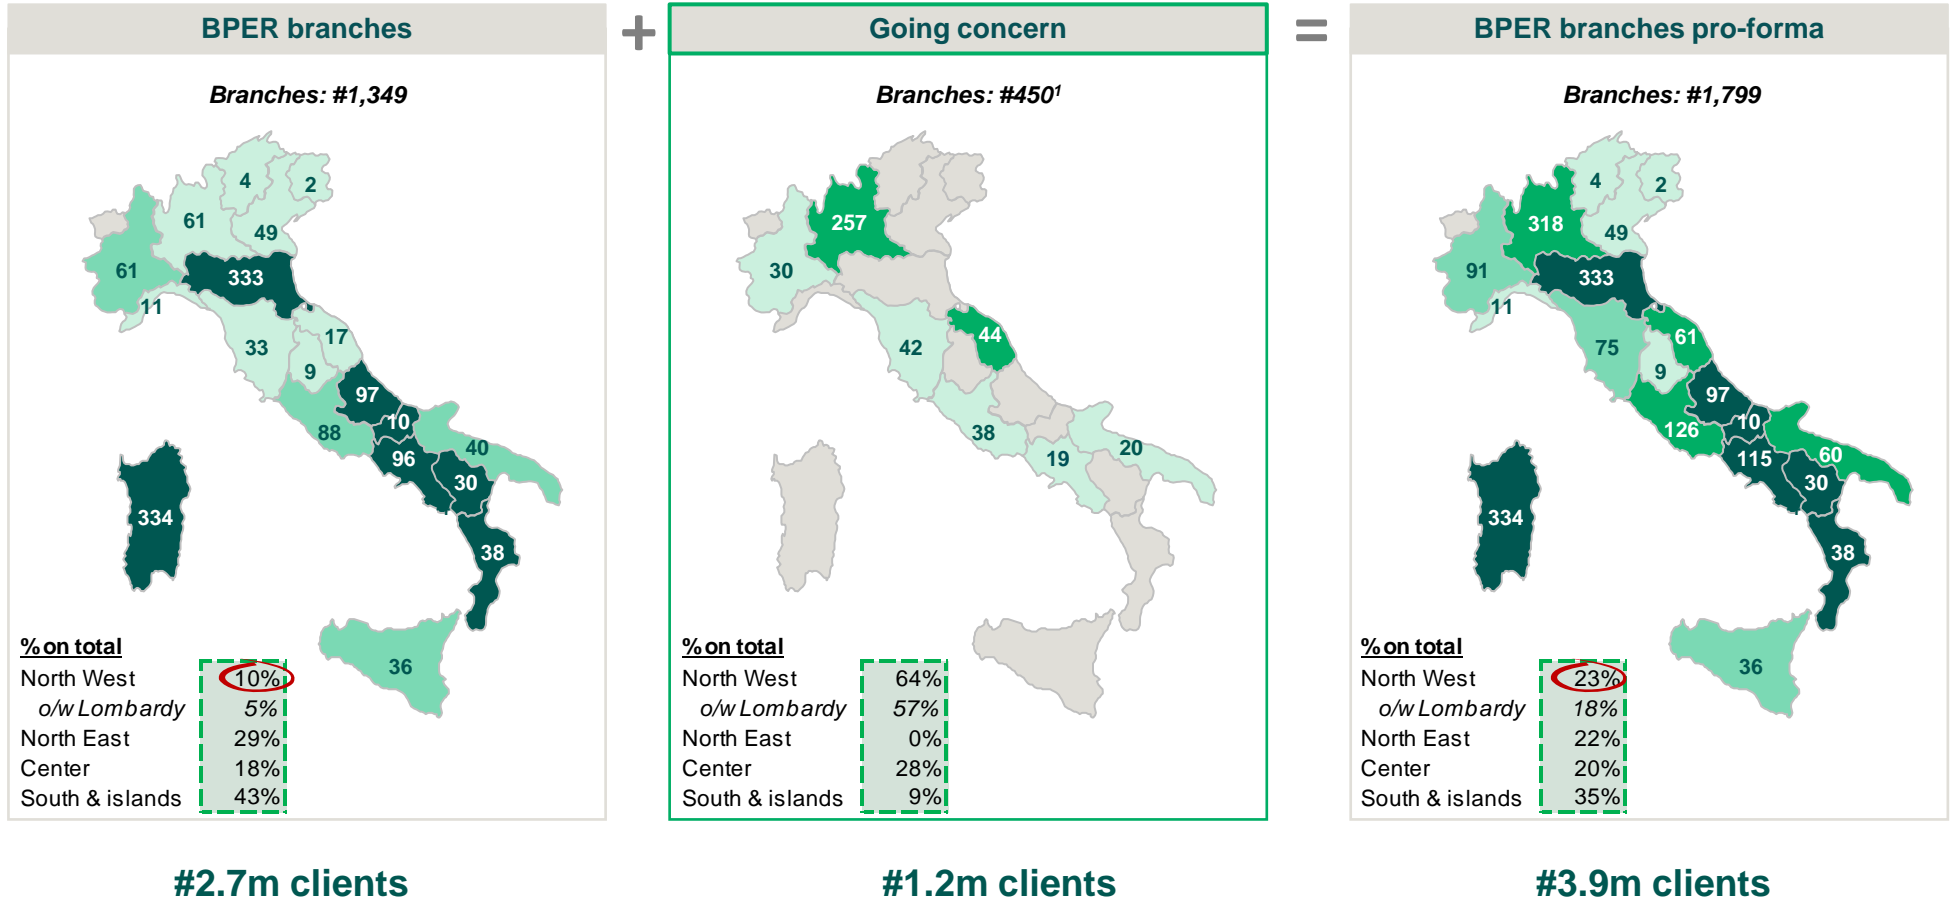 BPER branches
+
Going concern
=
BPER branches pro-forma
Branches: #1,349
4
2
61
49
61
333
11
17
33
9
97
10
88
40
96
30
334
38
36
%on total
North West 10%
o/w Lombardy 5%
North East 29%
Center 18%
South & islands 43%
#2.7m clients
Branches: #450¹
257
30
44
42
38
20
19
%on total
North West 64%
o/w Lombardy 57%
North East 0%
Center 28%
South & islands 9%
#1.2m clients
Branches: #1,799
4
2
318
49
91
333
11
61
75
9
97
10
126
60
115
30
334
38
36
%on total
North West 23%
o/w Lombardy 18%
North East 22%
Center 20%
South & islands 35%
#3.9m clients